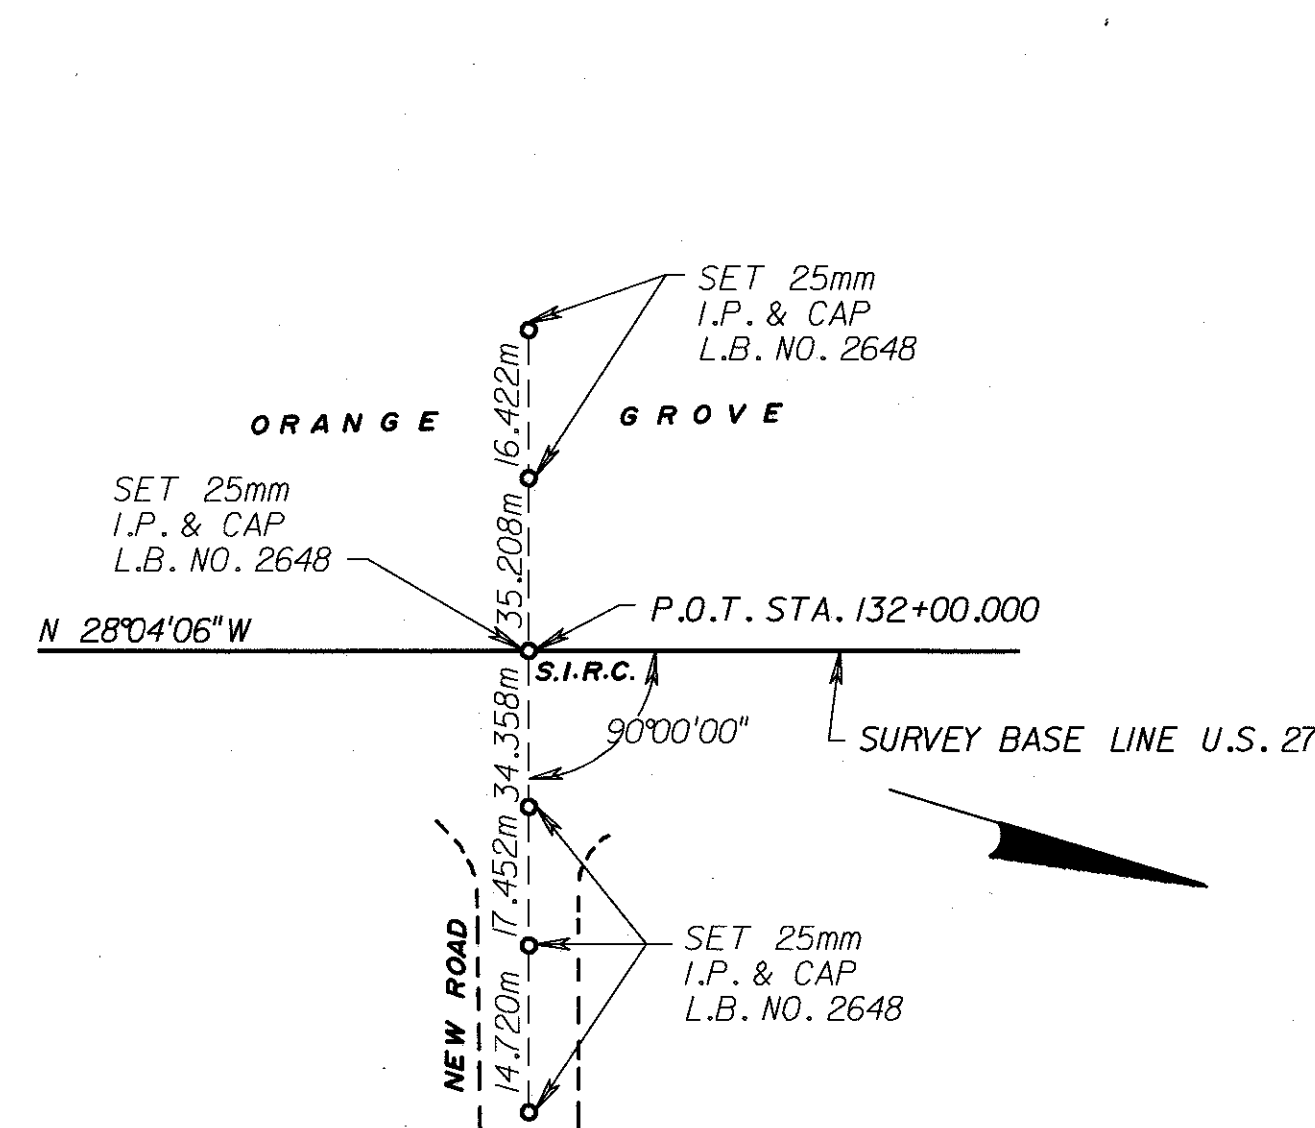 SET 25mm
I.P. & CAP
L.B. NO. 2648
16.422m
ORANGE GROVE
SET 25mm
I.P. & CAP
L.B. NO. 2648
35.208m
P.O.T. STA. 132+00.000
N 28°04'06" W
S.I.R.C.
34.358m
90°00'00"
SURVEY BASE LINE U.S. 27
17.452m
NEW ROAD
SET 25mm
I.P. & CAP
L.B. NO. 2648
14.720m